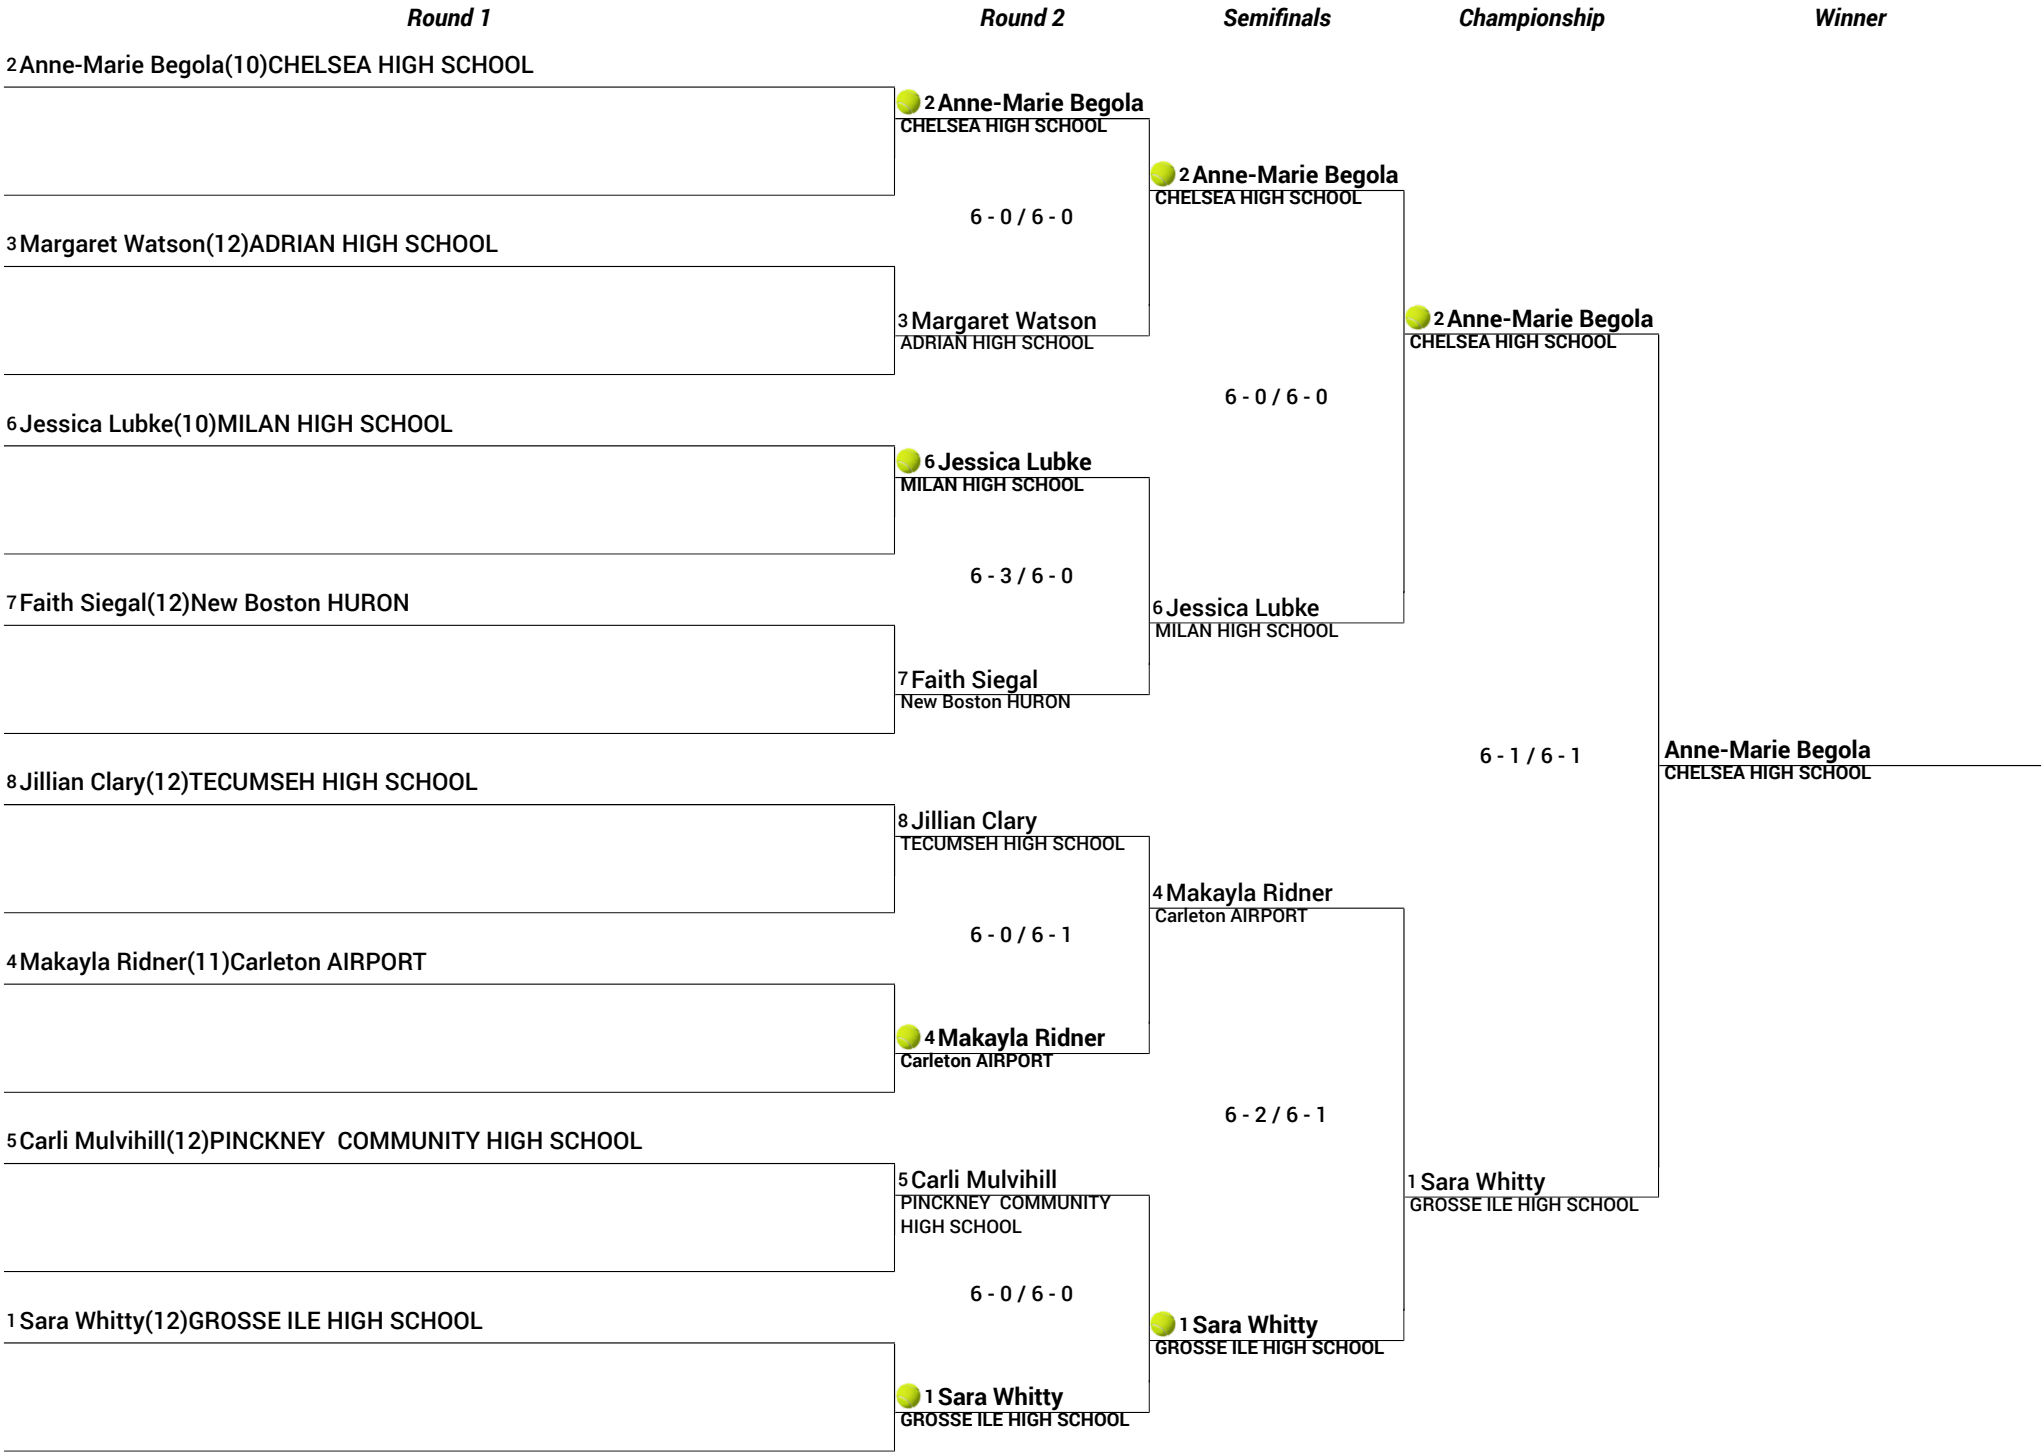 Round 1
Round 2
Semifinals
Championship
Winner
2 Anne-Marie Begola(10)CHELSEA HIGH SCHOOL
3 Margaret Watson(12)ADRIAN HIGH SCHOOL
6 Jessica Lubke(10)MILAN HIGH SCHOOL
7 Faith Siegal(12)New Boston HURON
8 Jillian Clary(12)TECUMSEH HIGH SCHOOL
4 Makayla Ridner(11)Carleton AIRPORT
5 Carli Mulvihill(12)PINCKNEY  COMMUNITY HIGH SCHOOL
1 Sara Whitty(12)GROSSE ILE HIGH SCHOOL
2 Anne-Marie Begola
CHELSEA HIGH SCHOOL
6 - 0 / 6 - 0
3 Margaret Watson
ADRIAN HIGH SCHOOL
6 Jessica Lubke
MILAN HIGH SCHOOL
6 - 3 / 6 - 0
7 Faith Siegal
New Boston HURON
8 Jillian Clary
TECUMSEH HIGH SCHOOL
6 - 0 / 6 - 1
4 Makayla Ridner
Carleton AIRPORT
5 Carli Mulvihill
PINCKNEY  COMMUNITY
HIGH SCHOOL
6 - 0 / 6 - 0
1 Sara Whitty
GROSSE ILE HIGH SCHOOL
2 Anne-Marie Begola
CHELSEA HIGH SCHOOL
6 - 0 / 6 - 0
6 Jessica Lubke
MILAN HIGH SCHOOL
4 Makayla Ridner
Carleton AIRPORT
6 - 2 / 6 - 1
1 Sara Whitty
GROSSE ILE HIGH SCHOOL
2 Anne-Marie Begola
CHELSEA HIGH SCHOOL
6 - 1 / 6 - 1
1 Sara Whitty
GROSSE ILE HIGH SCHOOL
Anne-Marie Begola
CHELSEA HIGH SCHOOL